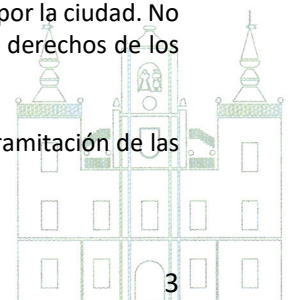 por la ciudad. No
derechos de los
ramitación de las
3